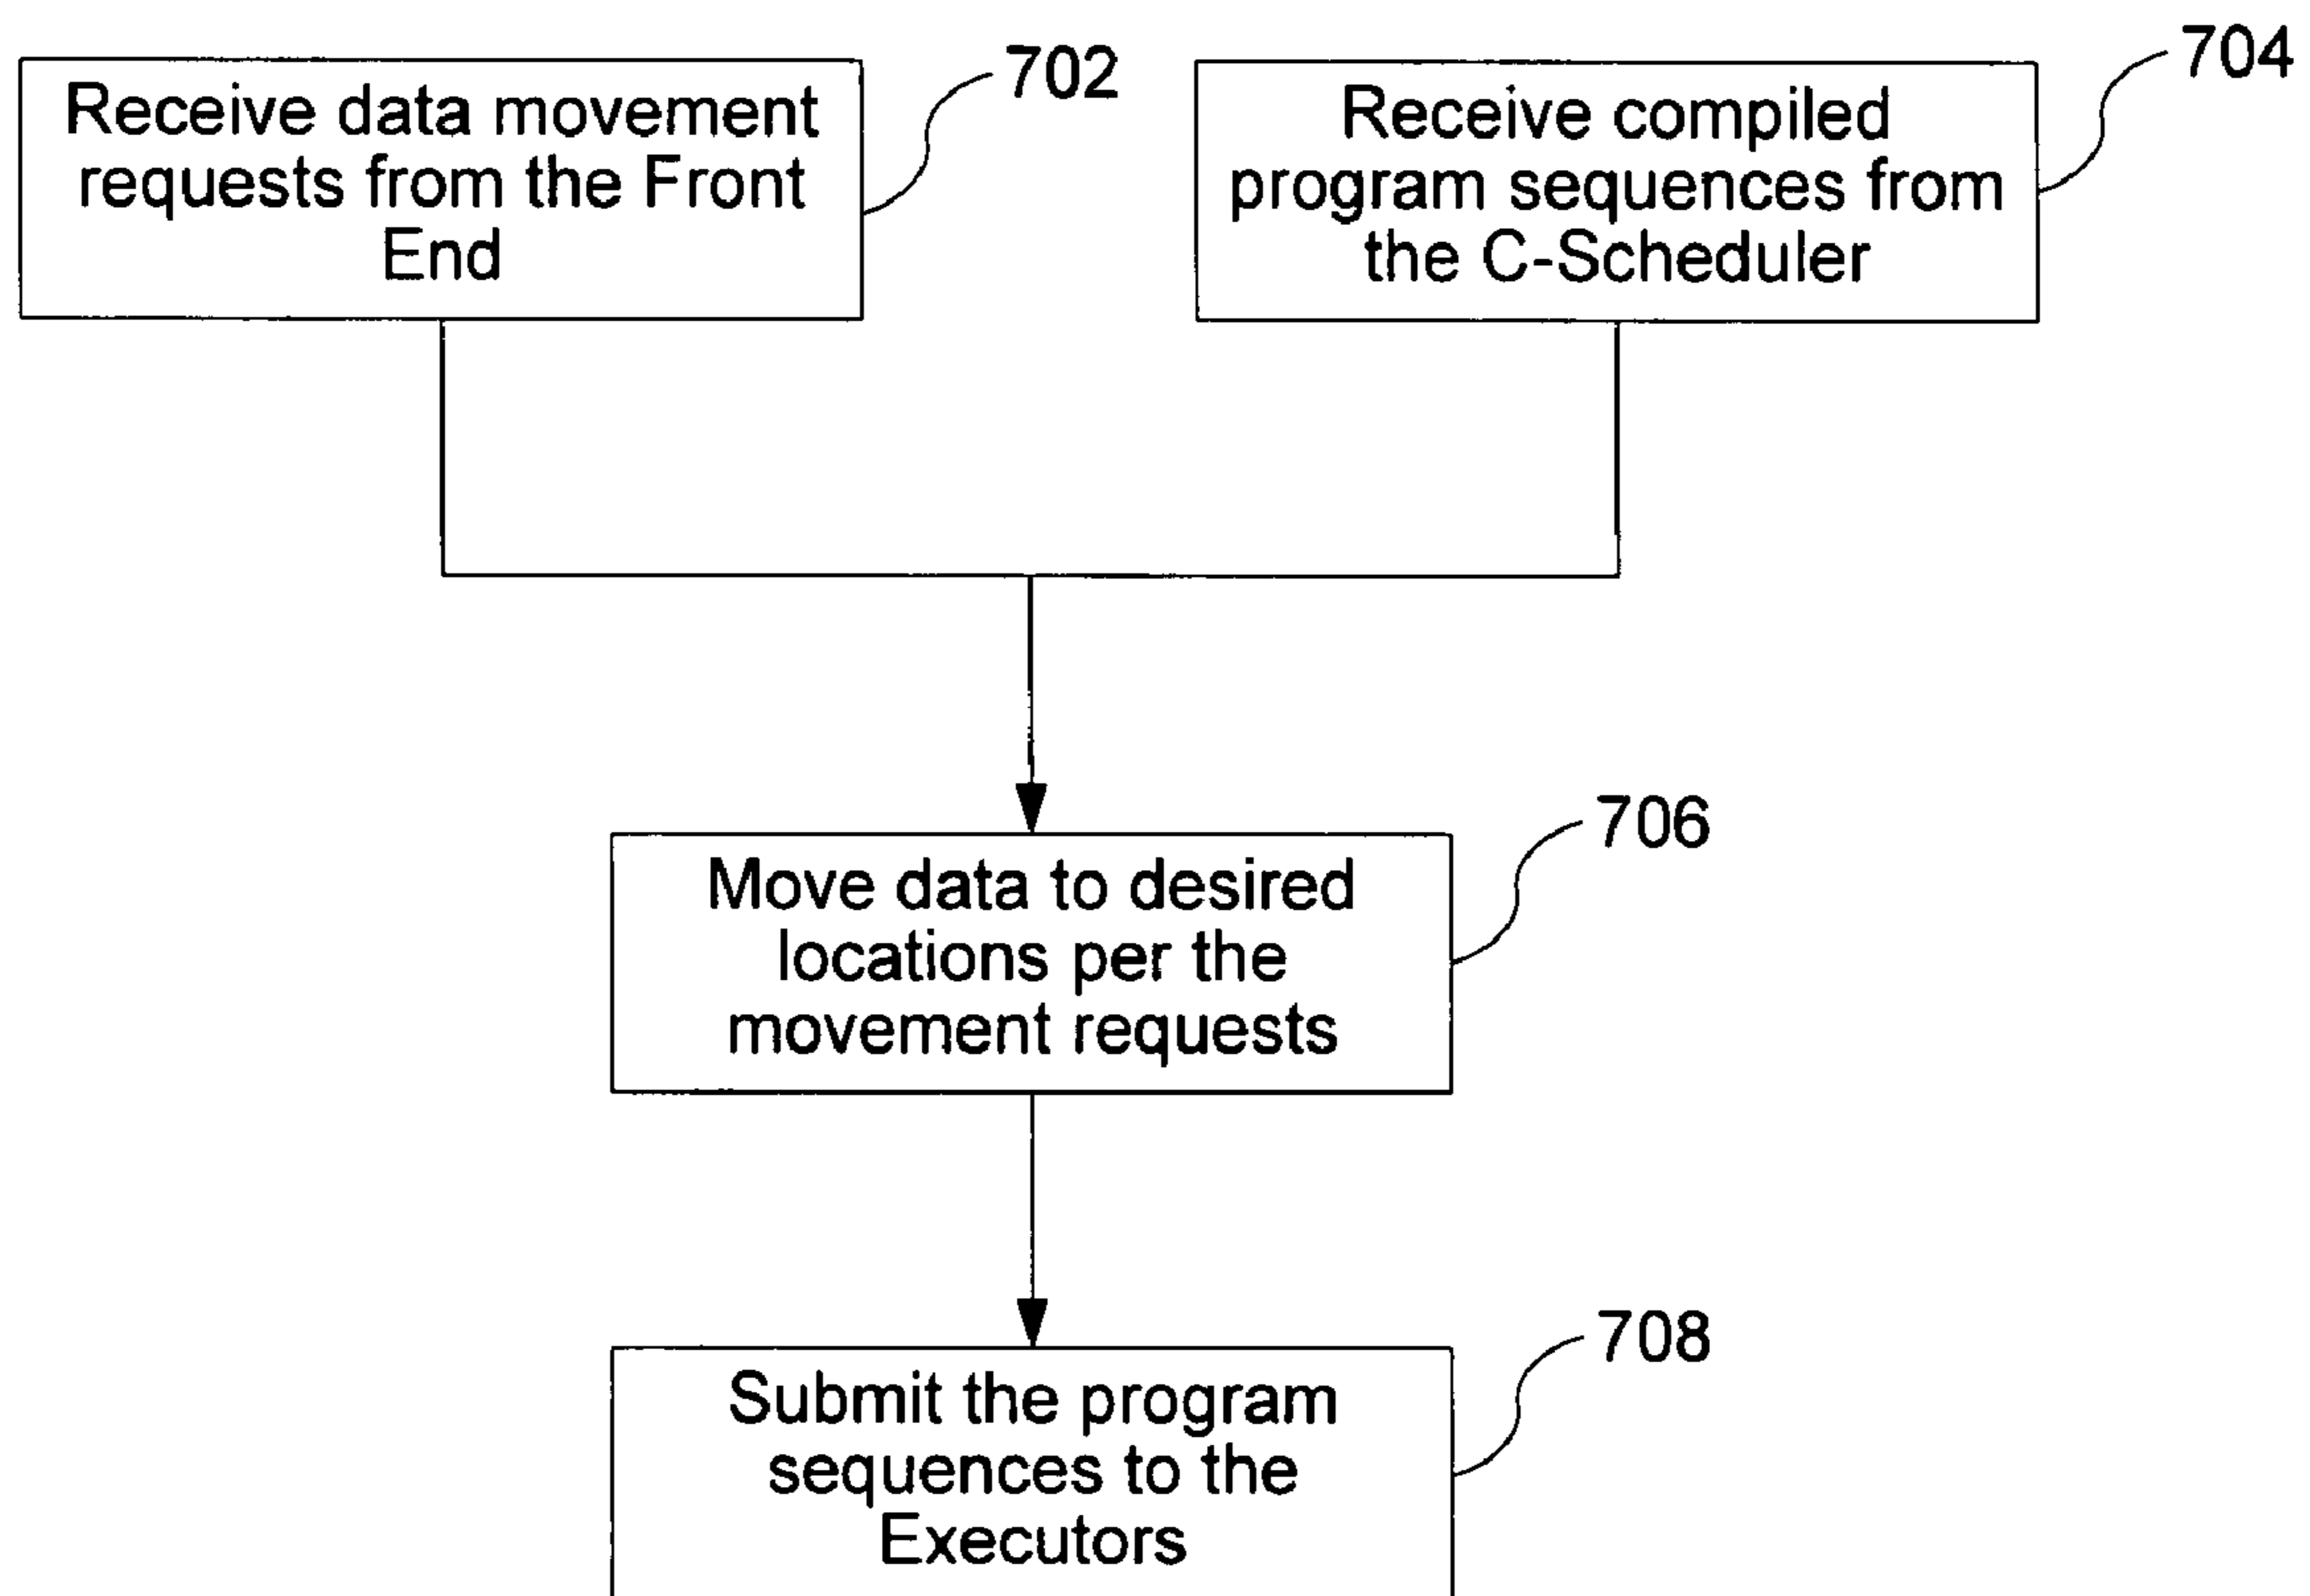 Receive data movement
requests from the Front
End
702
Receive compiled
program sequences from
the C-Scheduler
704
Move data to desired
locations per the
movement requests
706
Submit the program
sequences to the
Executors
708